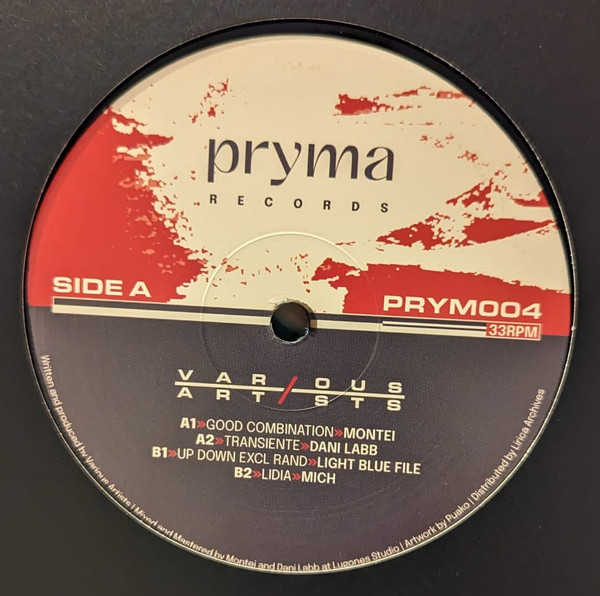 pryma
RECORDS
SIDE A
PRYM004
33RPM
VAR/OUS
ART/STS
A1»GOOD COMBINATION»MONTEI
A2»TRANSIENTE»DANI LABB
B1»UP DOWN EXCL RAND»LIGHT BLUE FILE
B2»LIDIA»MICH
Written and produced by Various Artists | Mixed and Mastered by Montei and Dani Labb at Lugones Studio | Artwork by Puako | Distributed by Lirica Archives